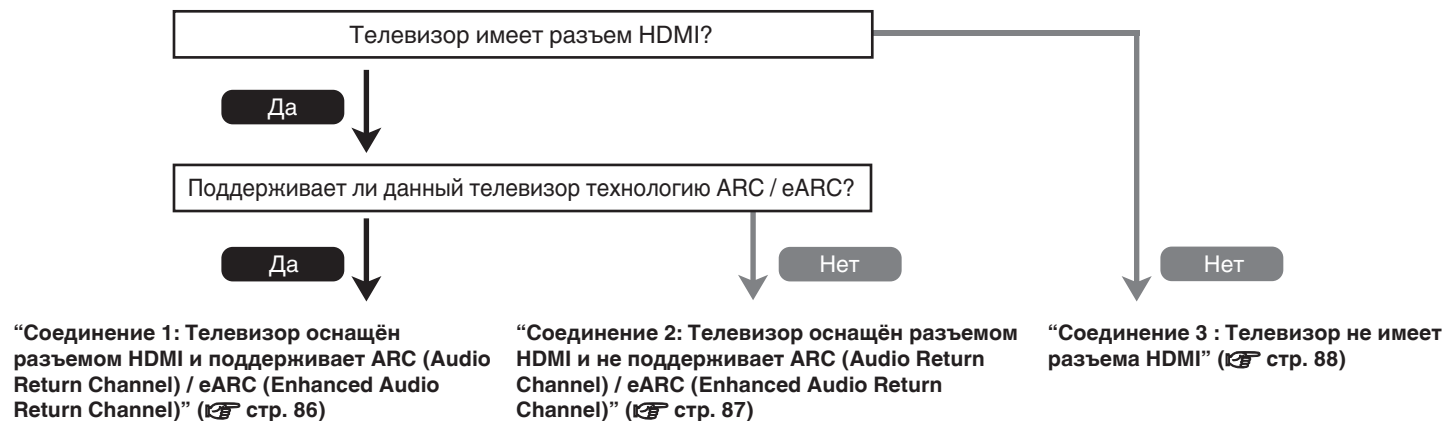 Телевизор имеет разъем HDMI?
Да
Поддерживает ли данный телевизор технологию ARC / eARC?
Да
Нет
Нет
“Соединение 1: Телевизор оснащён
разъемом HDMI и поддерживает ARC (Audio
Return Channel) / eARC (Enhanced Audio
Return Channel)” (☞ стр. 86)
“Соединение 2: Телевизор оснащён разъемом
HDMI и не поддерживает ARC (Audio Return
Channel) / eARC (Enhanced Audio Return
Channel)” (☞ стр. 87)
“Соединение 3 : Телевизор не имеет
разъема HDMI” (☞ стр. 88)